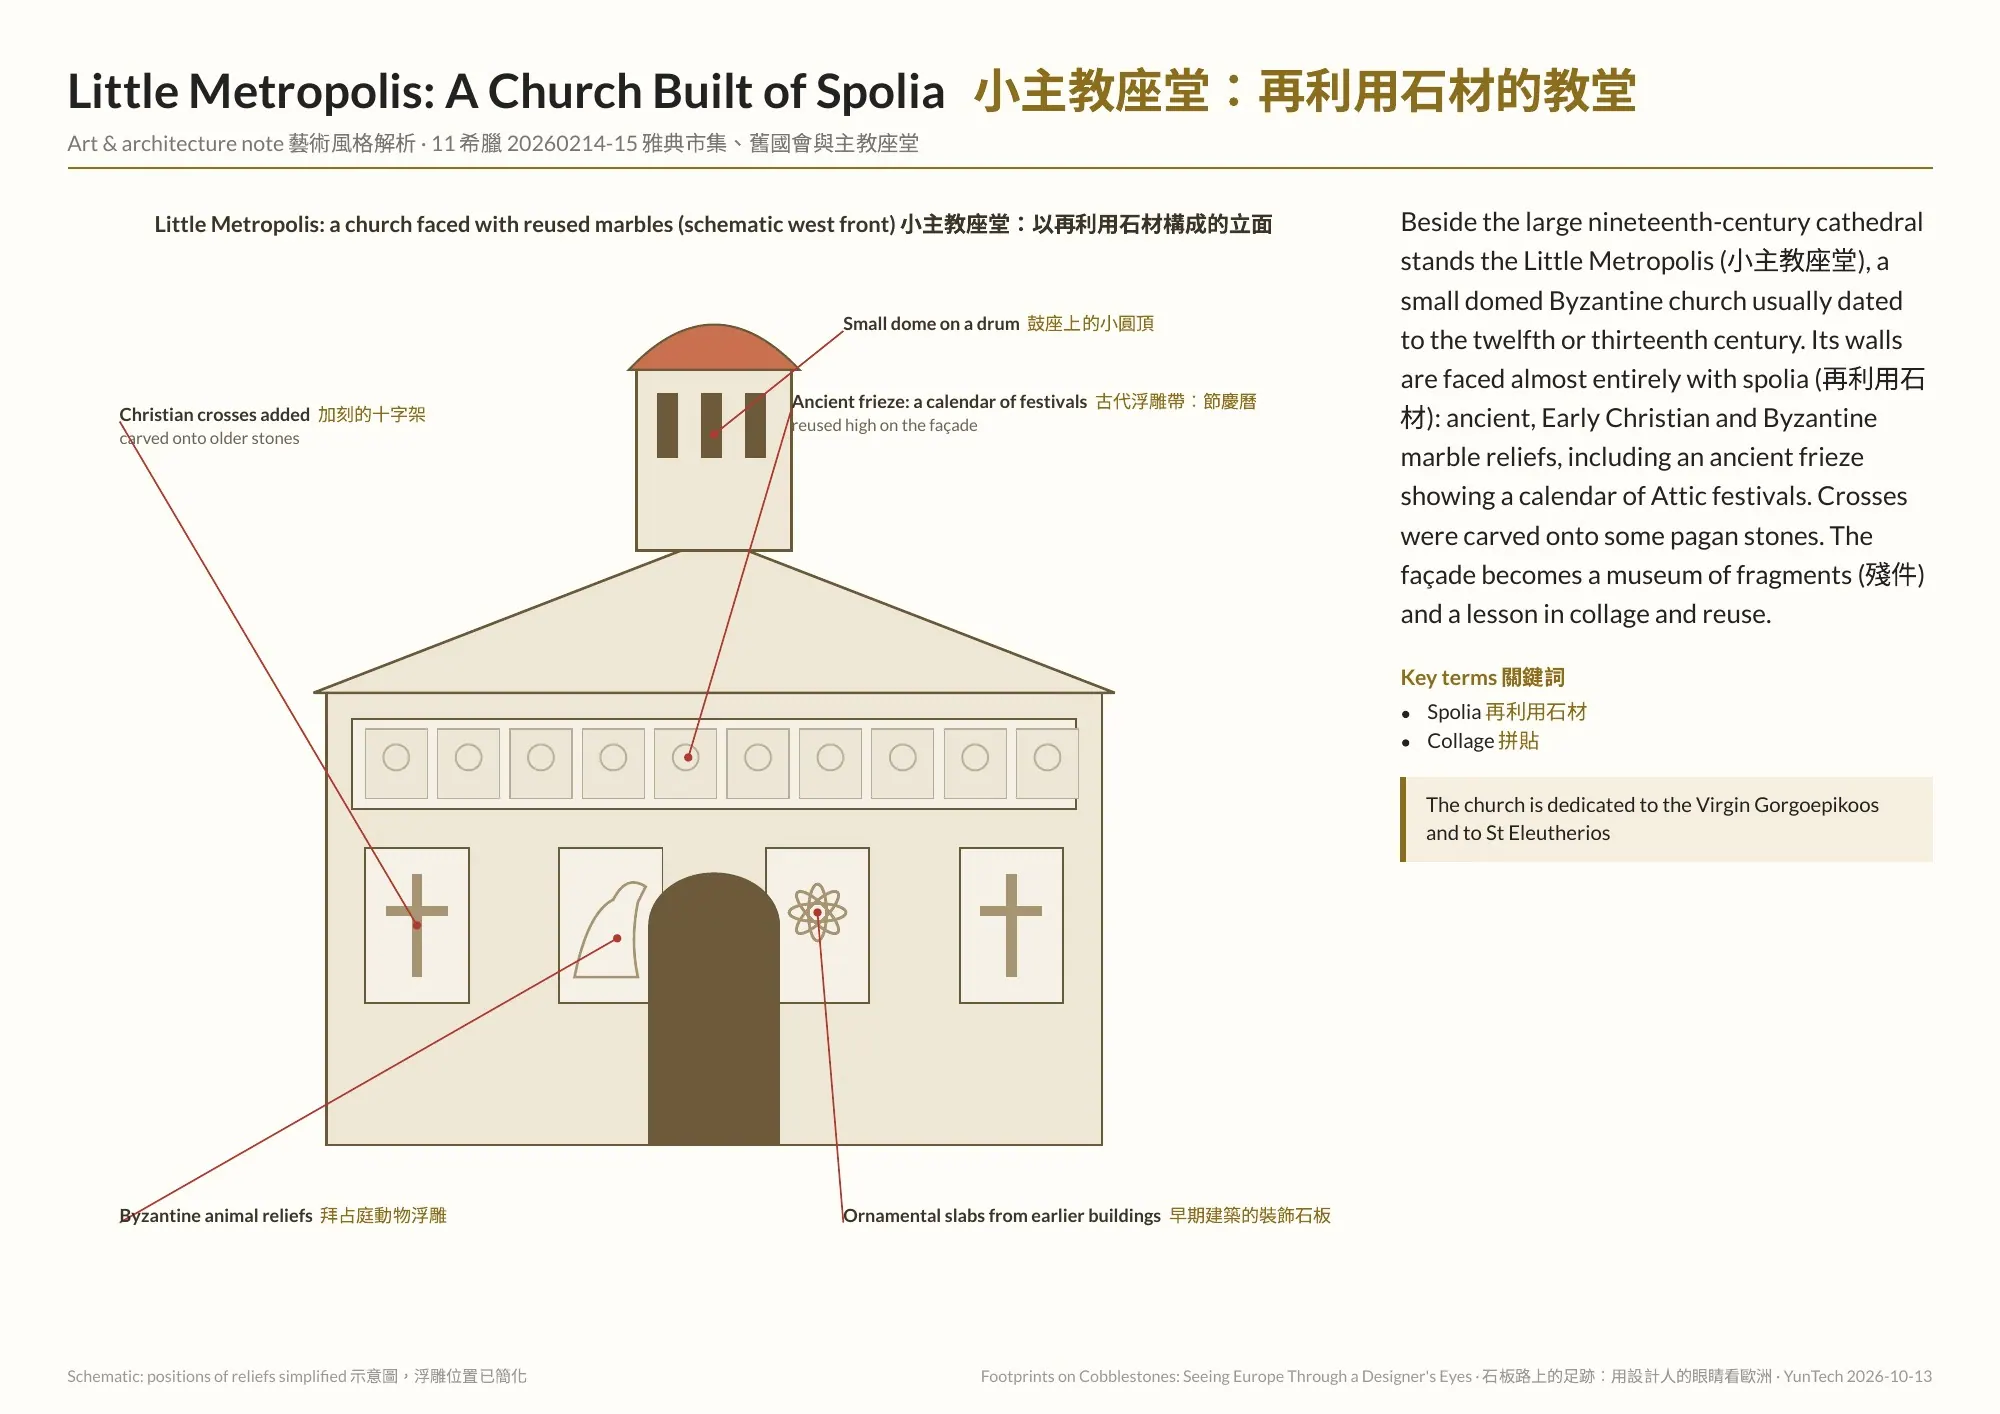 Little Metropolis: A Church Built of Spolia 小主教座堂：再利用石材的教堂
Art & architecture note 藝術風格解析 · 11 希臘 20260214-15 雅典市集、舊國會與主教座堂
Little Metropolis: a church faced with reused marbles (schematic west front) 小主教座堂：以再利用石材構成的立面
Small dome on a drum 鼓座上的小圓頂
Ancient frieze: a calendar of festivals 古代浮雕帶：節慶曆
reused high on the façade
Christian crosses added 加刻的十字架
carved onto older stones
Byzantine animal reliefs 拜占庭動物浮雕
Ornamental slabs from earlier buildings 早期建築的裝飾石板
Beside the large nineteenth-century cathedral
stands the Little Metropolis (小主教座堂), a
small domed Byzantine church usually dated
to the twelfth or thirteenth century. Its walls
are faced almost entirely with spolia (再利用石
材): ancient, Early Christian and Byzantine
marble reliefs, including an ancient frieze
showing a calendar of Attic festivals. Crosses
were carved onto some pagan stones. The
façade becomes a museum of fragments (殘件)
and a lesson in collage and reuse.
Key terms 關鍵詞
• Spolia 再利用石材
• Collage 拼貼
The church is dedicated to the Virgin Gorgoepikoos
and to St Eleutherios
Schematic: positions of reliefs simplified 示意圖，浮雕位置已簡化
Footprints on Cobblestones: Seeing Europe Through a Designer's Eyes · 石板路上的足跡：用設計人的眼睛看歐洲 · YunTech 2026-10-13